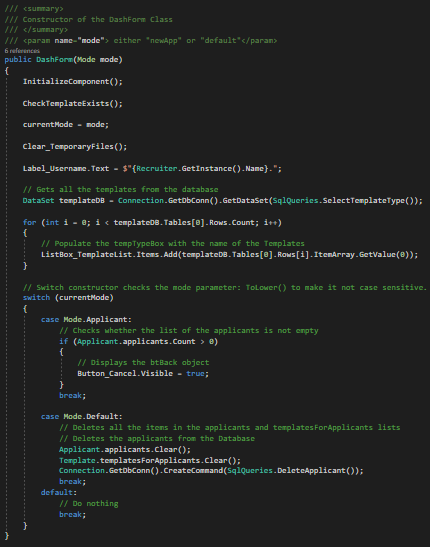 /// <summary>
/// Constructor of the DashForm Class
/// </summary>
/// <param name="mode"> either "newApp" or "default"</param>
6 references
public DashForm(Mode mode)
{
InitializeComponent();
CheckTemplateExists();
currentMode = mode;
Clear_TemporaryFiles();
Label_Username.Text = $"{Recruiter.GetInstance().Name}.";
// Gets all the templates from the database
DataSet templateDB = Connection.GetDbConn().GetDataSet(SqlQueries.SelectTemplateType());
for (int i = 0; i < templateDB.Tables[0].Rows.Count; i++)
{
// Populate the tempTypeBox with the name of the Templates
ListBox_TemplateList.Items.Add(templateDB.Tables[0].Rows[i].ItemArray.GetValue(0));
}
// Switch constructor checks the mode parameter: ToLower() to make it not case sensitive.
switch (currentMode)
{
case Mode.Applicant:
// Checks whether the list of the applicants is not empty
if (Applicant.applicants.Count > 0)
{
// Displays the btBack object
Button_Cancel.Visible = true;
}
break;
case Mode.Default:
// Deletes all the items in the applicants and templatesForApplicants lists
// Deletes the applicants from the Database
Applicant.applicants.Clear();
Template.templatesForApplicants.Clear();
Connection.GetDbConn().CreateCommand(SqlQueries.DeleteApplicant());
break;
default:
// Do nothing
break;
}
}